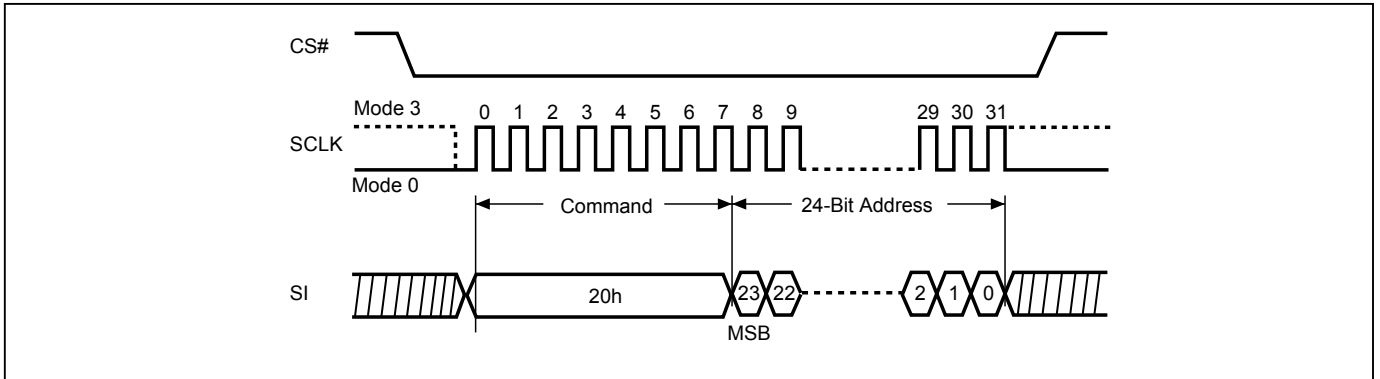 CS#
Mode 3 0 1 2 3 4 5 6 7 8 9 29 30 31
SCLK
Mode 0
Command 24-Bit Address
SI 20h 23 22 2 1 0
MSB